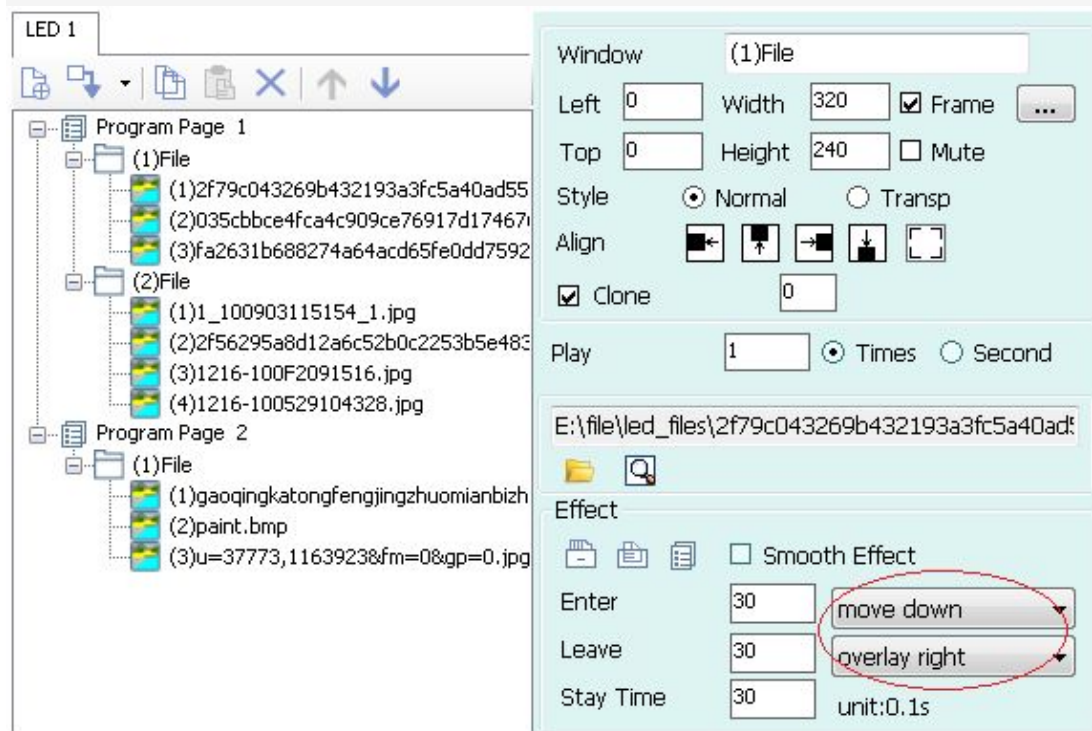 LED 1
Program Page 1
(1)File
(1)2f79c043269b432193a3fc5a40ad55
(2)035cbbce4fca4c909ce76917d17467
(3)fa2631b688274a64acd65fe0dd7592
(2)File
(1)1_100903115154_1.jpg
(2)2f56295a8d12a6c52b0c2253b5e483
(3)1216-100F2091516.jpg
(4)1216-100529104328.jpg
Program Page 2
(1)File
(1)gaoqingkatongfengjingzhuomianbizh
(2)paint.bmp
(3)u=37773,1163923&fm=0&gp=0.jpg
Window (1)File
Left 0 Width 320 Frame ...
Top 0 Height 240 Mute
Style Normal Transp
Align
Clone 0
Play 1 Times Second
E:\file\led_files\2f79c043269b432193a3fc5a40ad5
Effect
Smooth Effect
Enter 30 move down
Leave 30 overlay right
Stay Time 30 unit:0.1s